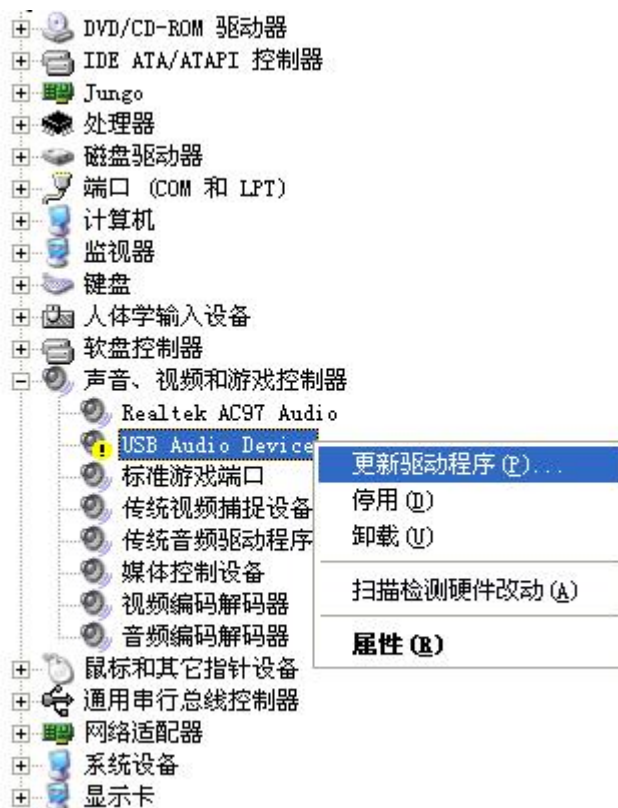 DVD/CD-ROM 驱动器
IDE ATA/ATAPI 控制器
Jungo
处理器
磁盘驱动器
端口 (COM 和 LPT)
计算机
监视器
键盘
人体学输入设备
软盘控制器
声音、视频和游戏控制器
Realtek AC97 Audio
USB Audio Device
标准游戏端口
传统视频捕捉设备
传统音频驱动程序
媒体控制设备
视频编码解码器
音频编码解码器
鼠标和其它指针设备
通用串行总线控制器
网络适配器
系统设备
显示卡
更新驱动程序(P)...
停用(D)
卸载(U)
扫描检测硬件改动(A)
属性(R)